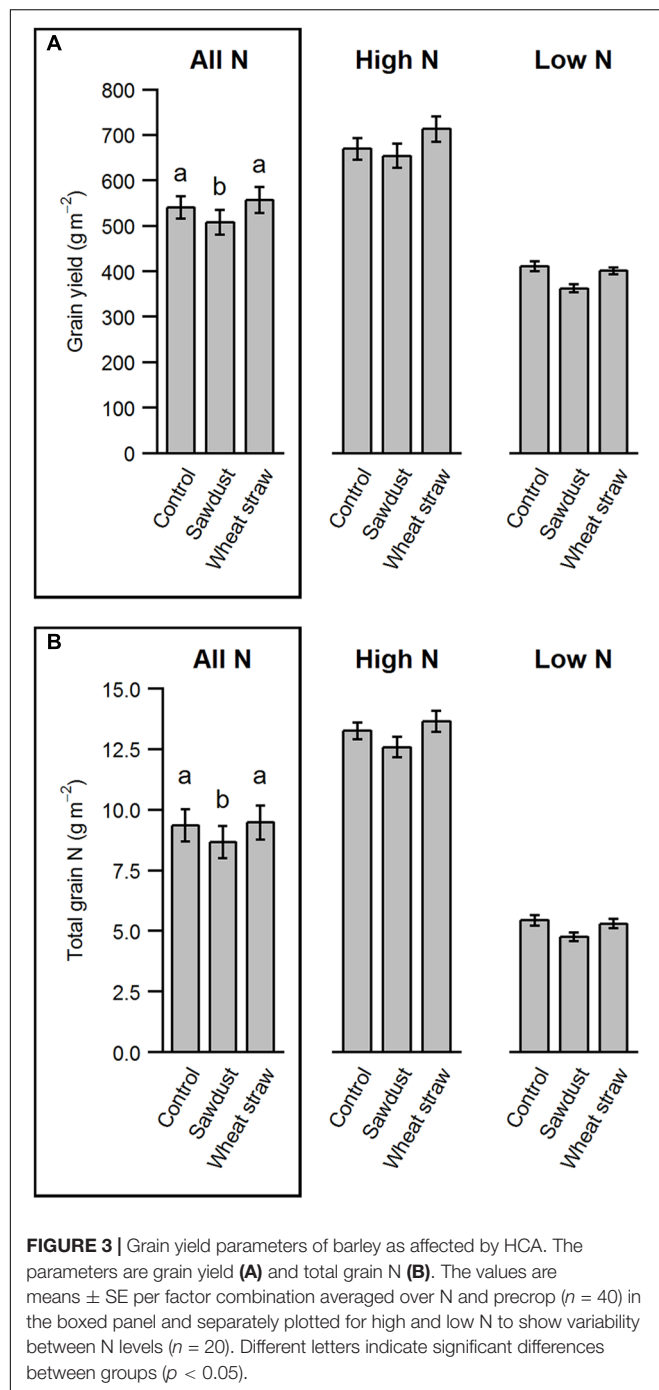 A
All N
High N
Low N
Grain yield (g m⁻²)
800
700
600
500
400
300
200
100
0
a
b
a
Control
Sawdust
Wheat straw
Control
Sawdust
Wheat straw
Control
Sawdust
Wheat straw
B
All N
High N
Low N
Total grain N (g m⁻²)
15.0
12.5
10.0
7.5
5.0
2.5
0.0
a
b
a
Control
Sawdust
Wheat straw
Control
Sawdust
Wheat straw
Control
Sawdust
Wheat straw
FIGURE 3 | Grain yield parameters of barley as affected by HCA. The
parameters are grain yield (A) and total grain N (B). The values are
means ± SE per factor combination averaged over N and precrop (n = 40) in
the boxed panel and separately plotted for high and low N to show variability
between N levels (n = 20). Different letters indicate significant differences
between groups (p < 0.05).